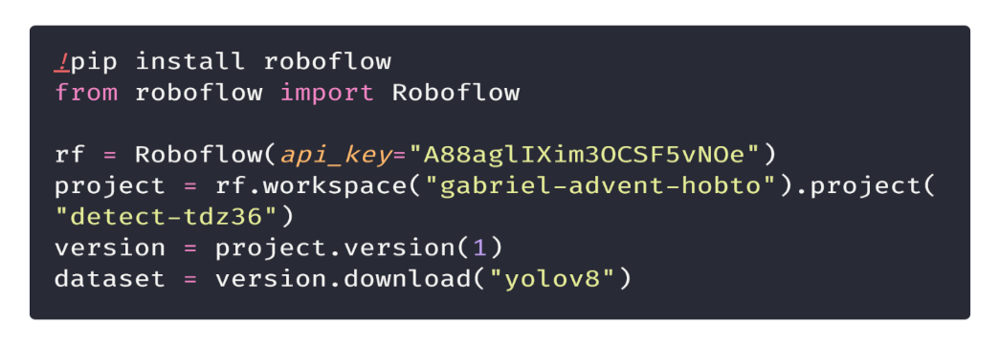 !pip install roboflow
from roboflow import Roboflow
rf = Roboflow(api_key="A88aglIXim3OCSF5vNOe")
project = rf.workspace("gabriel-advent-hobto").project(
"detect-tdz36")
version = project.version(1)
dataset = version.download("yolov8")